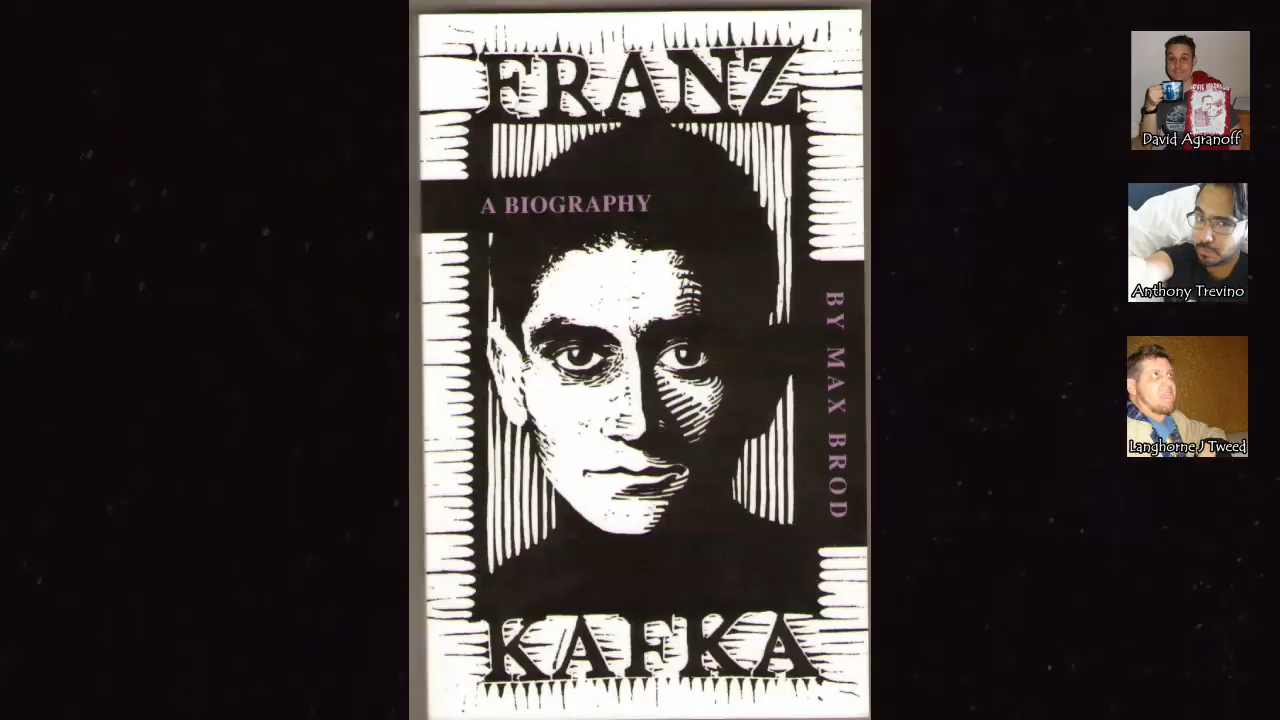 FRANZ
A BIOGRAPHY
BY MAX BROD
KAFKA
David Agranoff
Anthony Trevino
Langhorne J Tweed